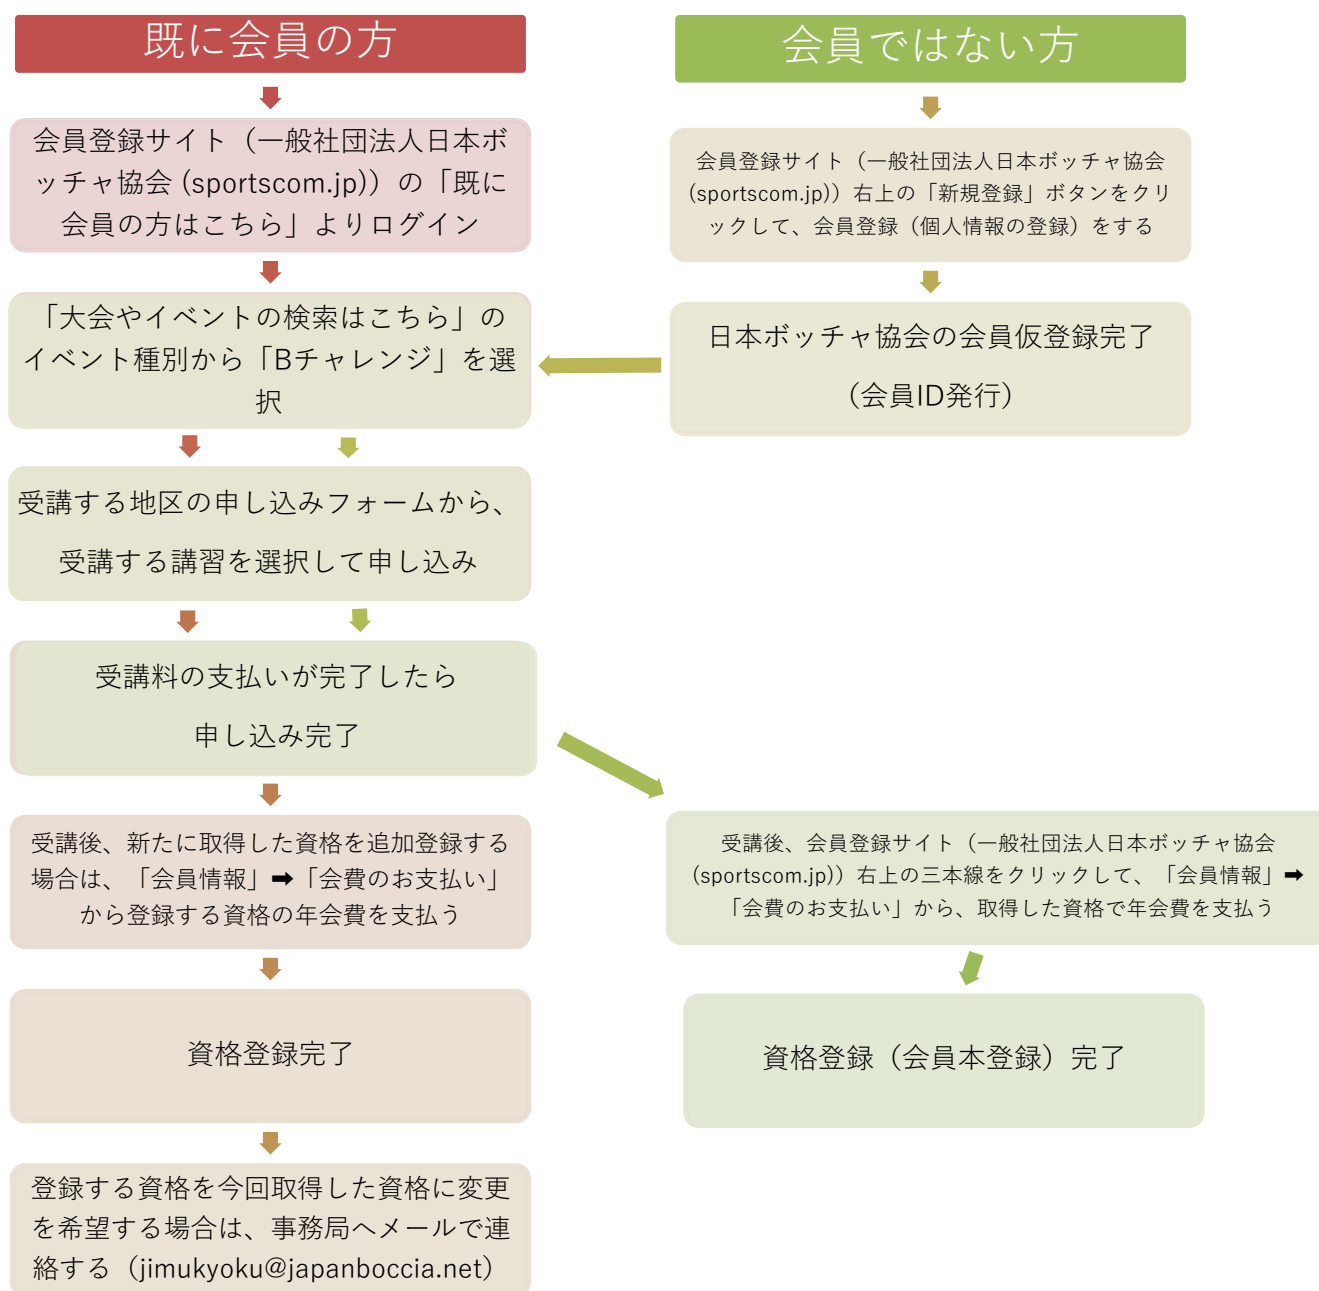 既に会員の方
会員登録サイト（一般社団法人日本ボ
ッチャ協会 (sportscom.jp)）の「既に
会員の方はこちら」よりログイン
「大会やイベントの検索はこちら」の
イベント種別から「Bチャレンジ」を選
択
受講する地区の申し込みフォームから、
受講する講習を選択して申し込み
受講料の支払いが完了したら
申し込み完了
受講後、新たに取得した資格を追加登録する
場合は、「会員情報」➡「会費のお支払い」
から登録する資格の年会費を支払う
資格登録完了
登録する資格を今回取得した資格に変更
を希望する場合は、事務局へメールで連
絡する（jimukyoku@japanboccia.net）
会員ではない方
会員登録サイト（一般社団法人日本ボッチャ協会
(sportscom.jp)）右上の「新規登録」ボタンをクリ
ックして、会員登録（個人情報の登録）をする
日本ボッチャ協会の会員仮登録完了
（会員ID発行）
受講後、会員登録サイト（一般社団法人日本ボッチャ協会
(sportscom.jp)）右上の三本線をクリックして、「会員情報」➡
「会費のお支払い」から、取得した資格で年会費を支払う
資格登録（会員本登録）完了